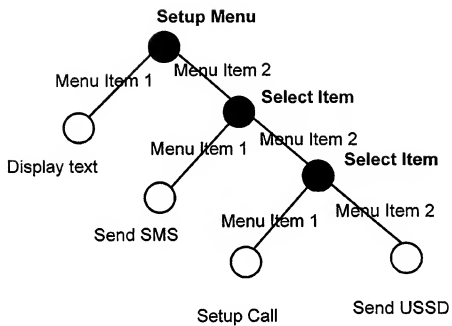 Setup Menu
Menu Item 1
Menu Item 2
Select Item
Display text
Menu Item 1
Menu Item 2
Select Item
Send SMS
Menu Item 1
Menu Item 2
Setup Call
Send USSD